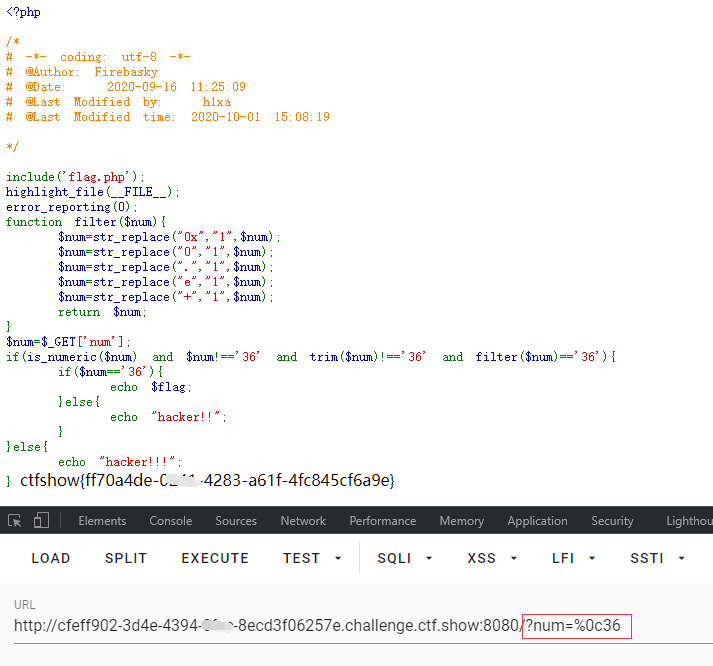 <?php
/*
# -*- coding: utf-8 -*-
# @Author: Firebasky
# @Date: 2020-09-16 11:25:09
# @Last Modified by: h1xa
# @Last Modified time: 2020-10-01 15:08:19
*/
include('flag.php');
highlight_file(__FILE__);
error_reporting(0);
function filter($num){
$num=str_replace("0x","1",$num);
$num=str_replace("0","1",$num);
$num=str_replace(".","1",$num);
$num=str_replace("e","1",$num);
$num=str_replace("+","1",$num);
return $num;
}
$num=$_GET['num'];
if(is_numeric($num) and $num!=='36' and trim($num)!=='36' and filter($num)=='36'){
if($num=='36'){
echo $flag;
}else{
echo "hacker!!";
}
}else{
echo "hacker!!!";
} ctfshow{ff70a4de- -4283-a61f-4fc845cf6a9e}
Elements Console Sources Network Performance Memory Application Security Lighthou
LOAD SPLIT EXECUTE TEST SQLI XSS LFI SSTI
URL
http://cfeff902-3d4e-4394- -8ecd3f06257e.challenge.ctf.show:8080/?num=%0c36